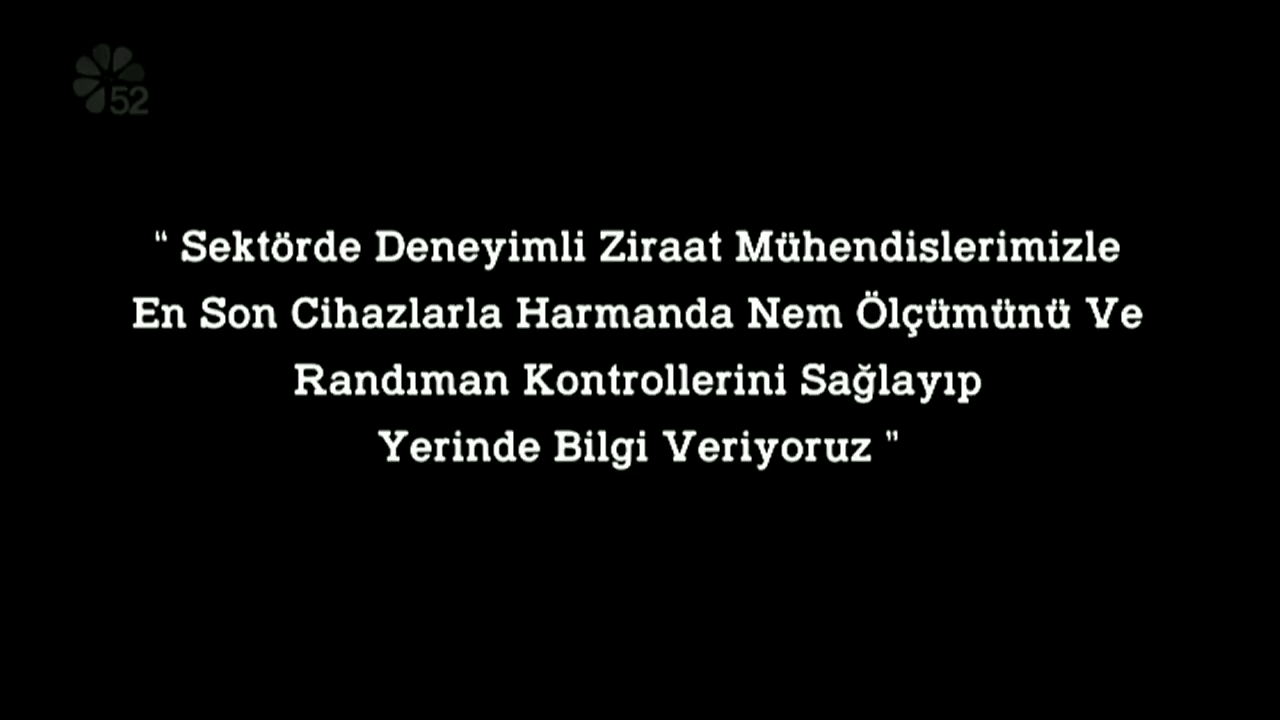 52
“ Sektörde Deneyimli Ziraat Mühendislerimizle
En Son Cihazlarla Harmanda Nem Ölçümünü Ve
Randıman Kontrollerini Sağlayıp
Yerinde Bilgi Veriyoruz ”